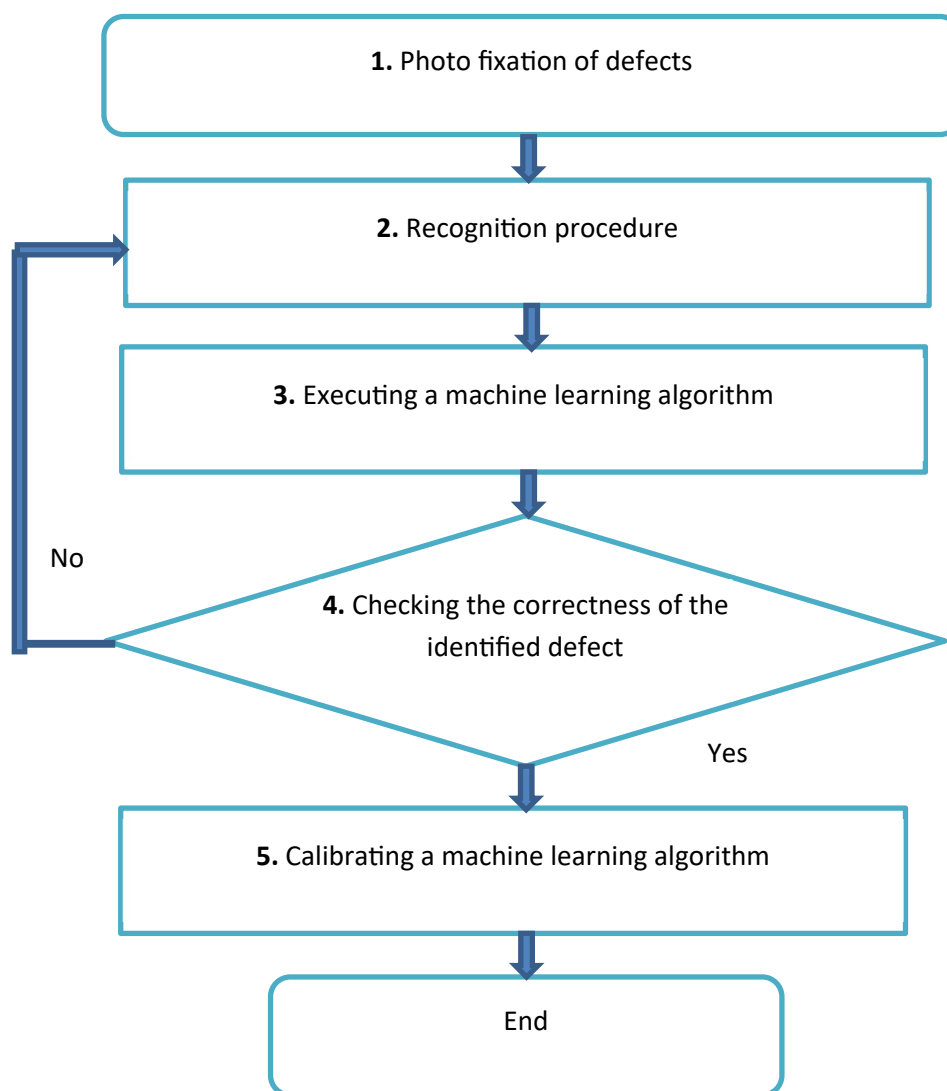 1. Photo fixation of defects
2. Recognition procedure
3. Executing a machine learning algorithm
No
4. Checking the correctness of the
identified defect
Yes
5. Calibrating a machine learning algorithm
End